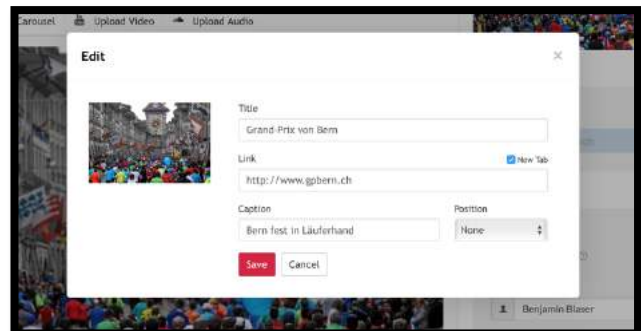 Carousel Upload Video Upload Audio
Edit
Title
Grand-Prix von Bern
Link New Tab
http://www.gpbern.ch
Caption Position
Bern fest in Läuferhand None
Save Cancel
Benjamin Blaser